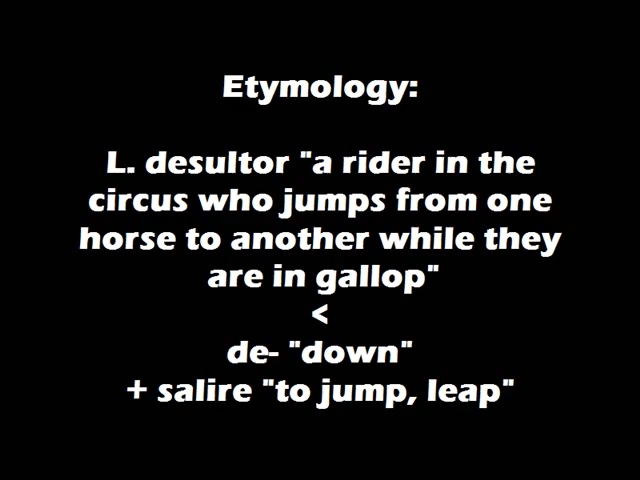 Etymology:
L. desultor "a rider in the
circus who jumps from one
horse to another while they
are in gallop"
<
de- "down"
+ salire "to jump, leap"